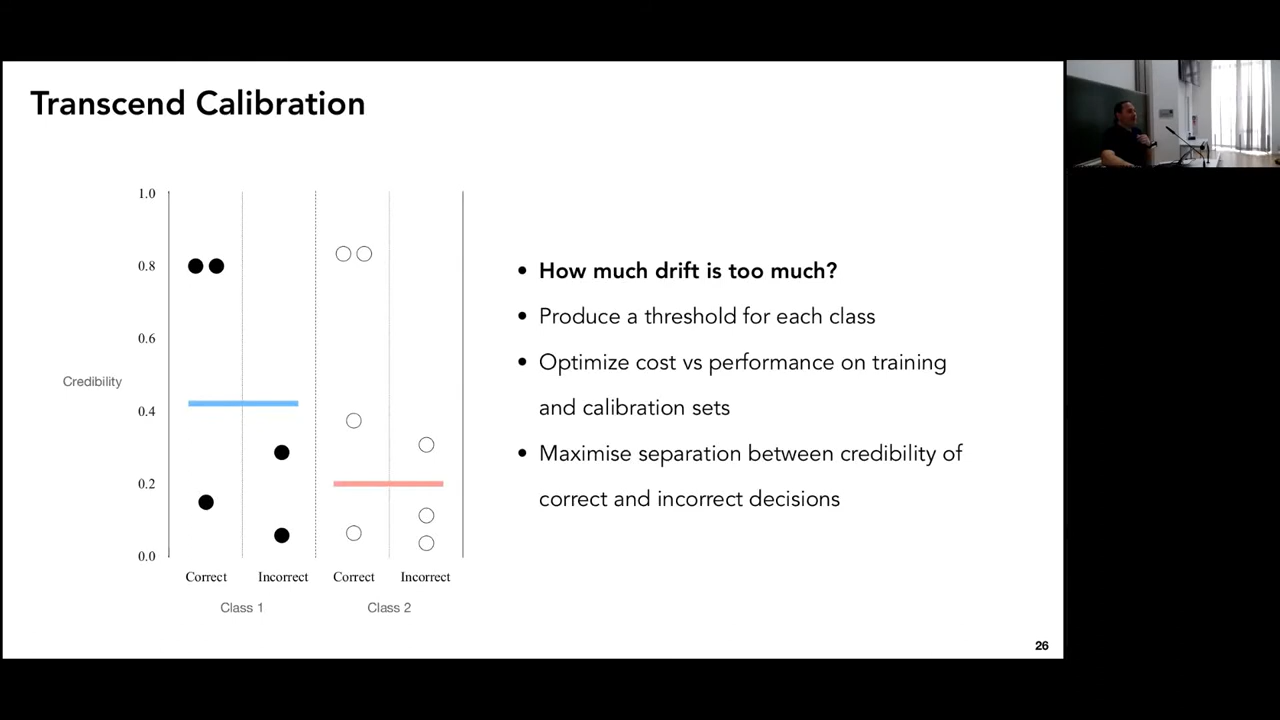 Transcend Calibration
1.0
0.8
0.6
Credibility
0.4
0.2
0.0
Correct Incorrect Correct Incorrect
Class 1 Class 2
• How much drift is too much?
• Produce a threshold for each class
• Optimize cost vs performance on training
and calibration sets
• Maximise separation between credibility of
correct and incorrect decisions
26